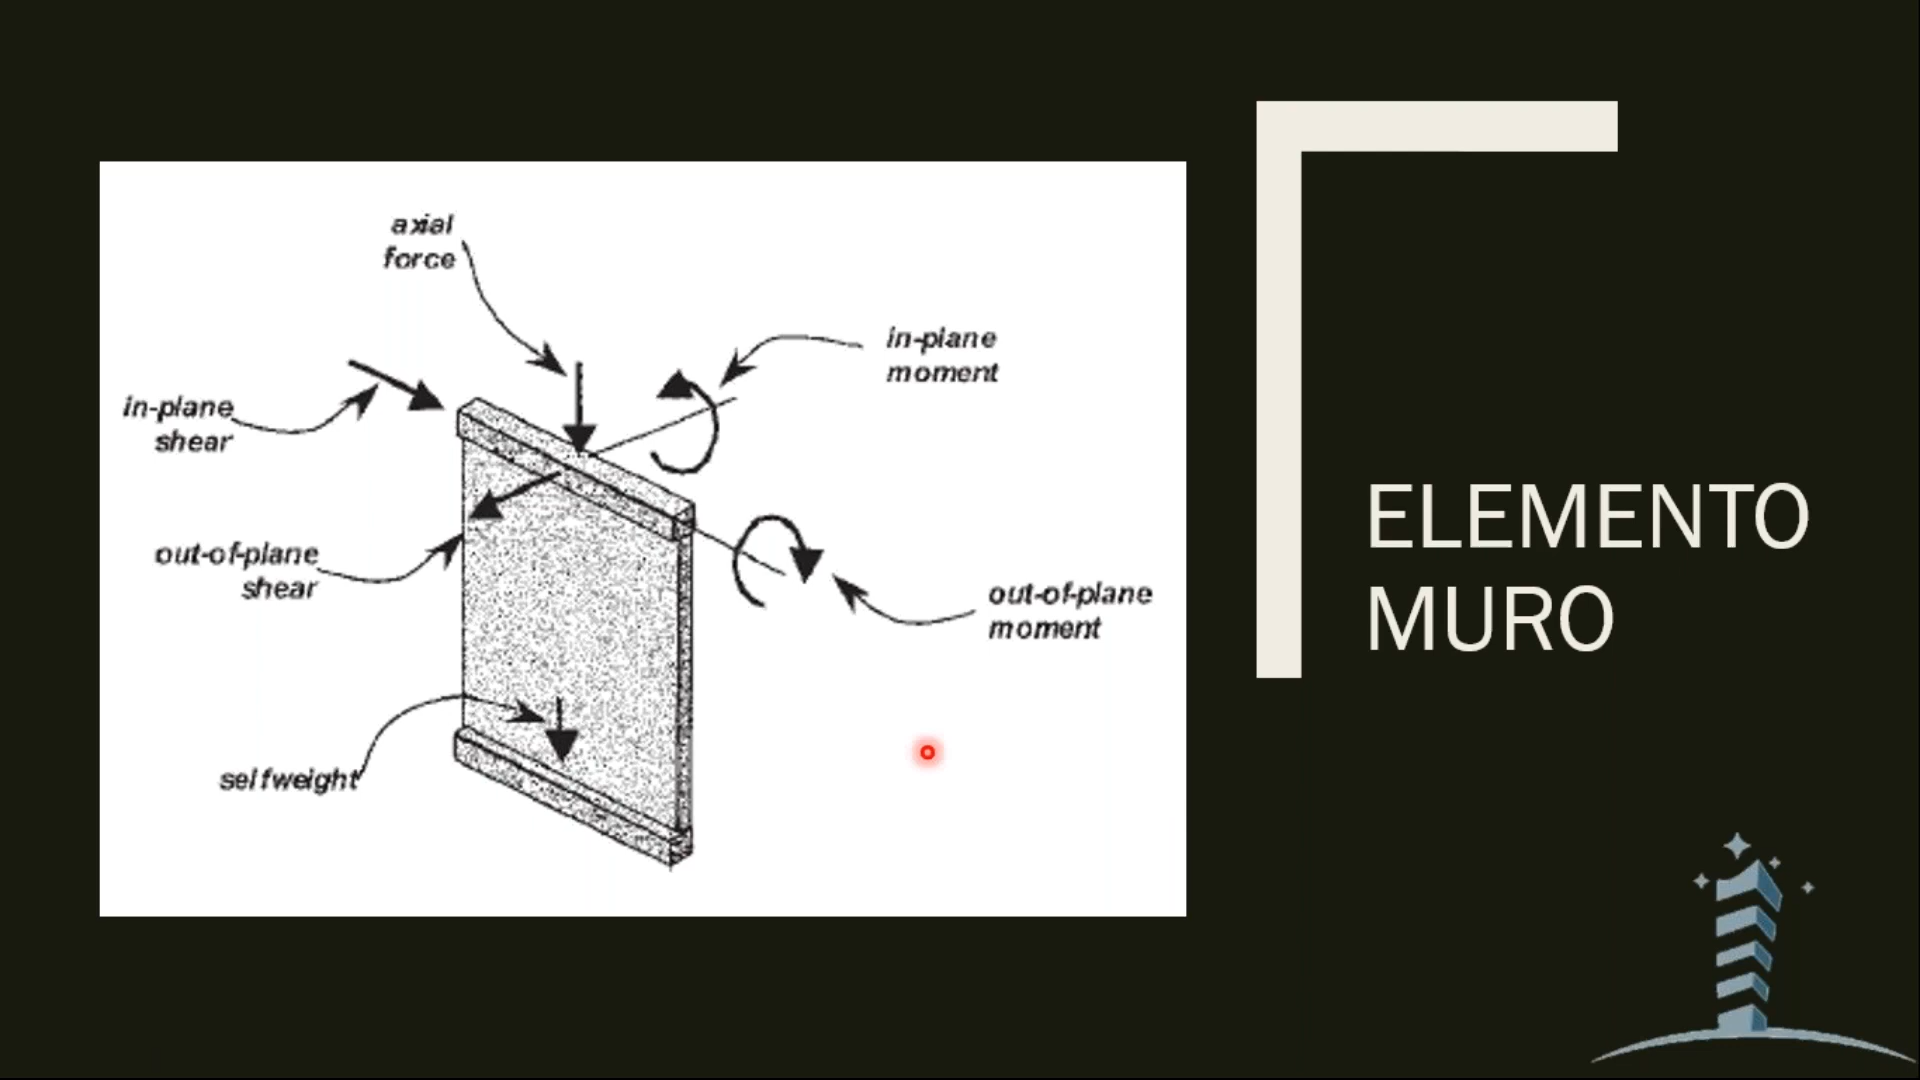 axial
force
in-plane
moment
in-plane
shear
out-of-plane
shear
out-of-plane
moment
selfweight
ELEMENTO
MURO